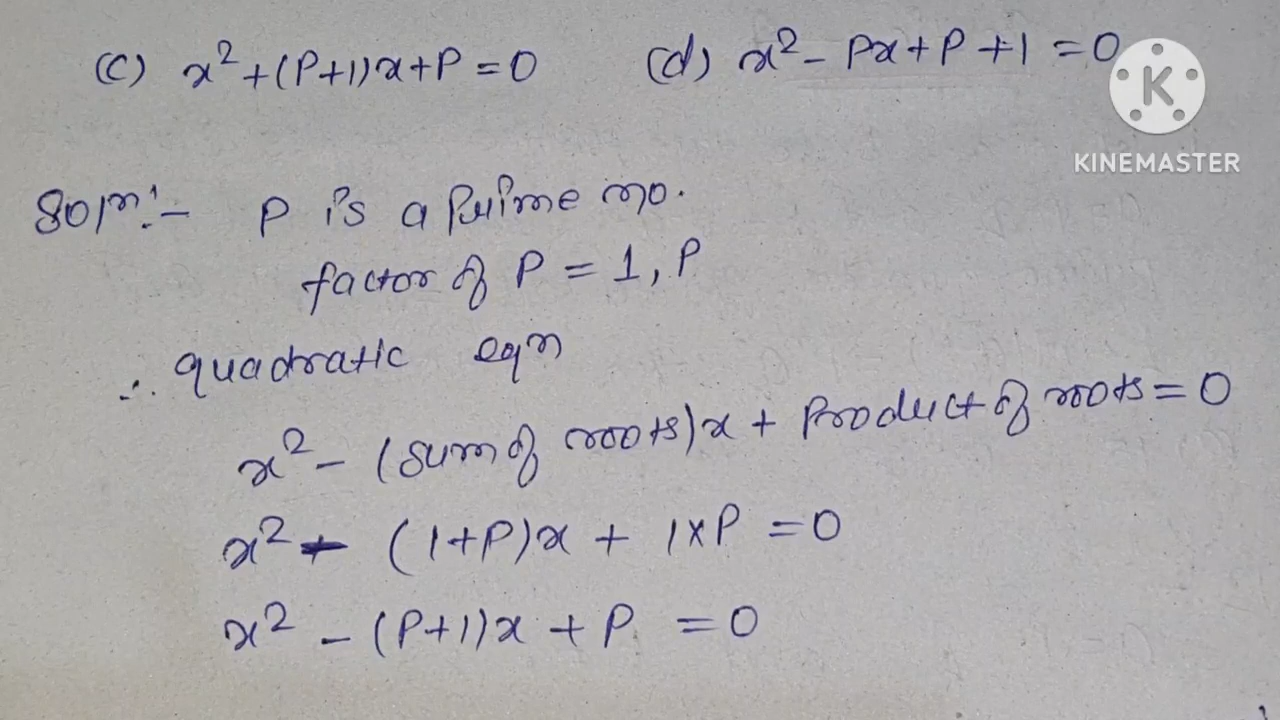 (c) x²+(P+1)x+P=0 (d) x²-Px+P+1=0
K
KINEMASTER
Solⁿ:- P is a Prime no.
factor of P = 1, P
∴ quadratic eqn
x² - (sum of roots)x + Product of roots = 0
x² - (1+P)x + 1×P = 0
x² - (P+1)x + P = 0